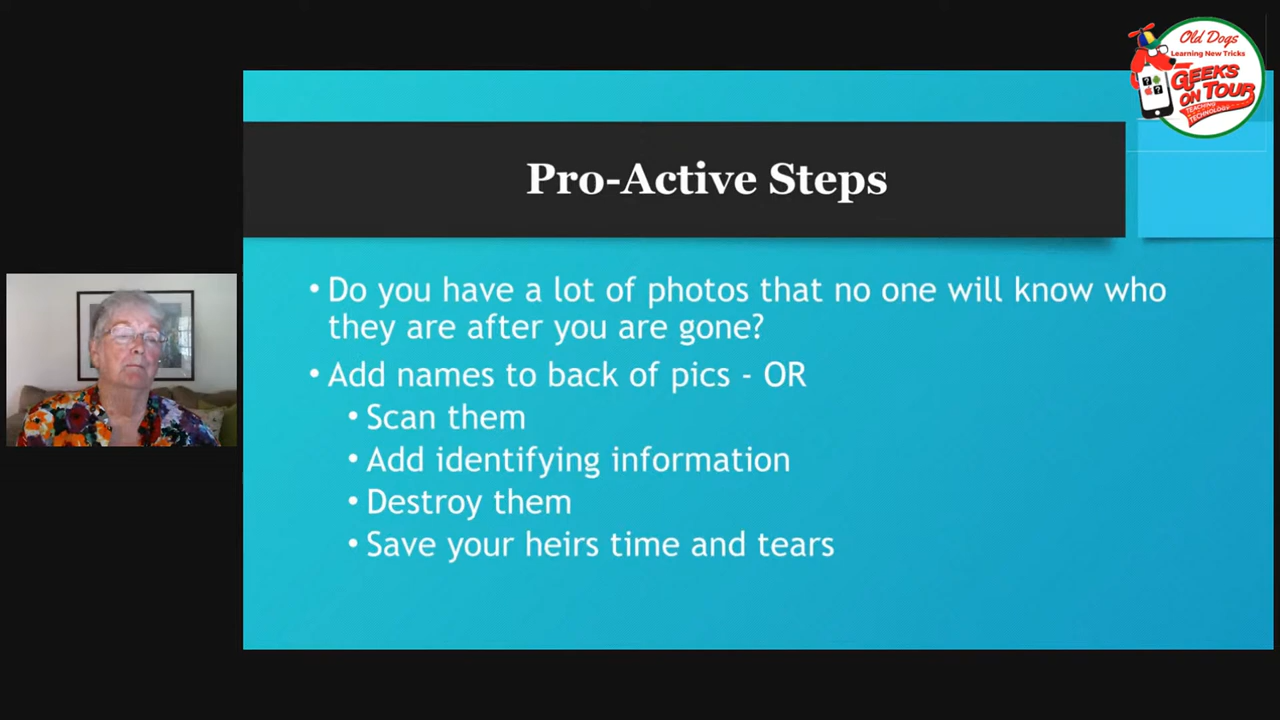 Old Dogs
Learning New Tricks
GEEKS
ON TOUR
TEACHING
TECHNOLOGY
Pro-Active Steps
• Do you have a lot of photos that no one will know who
they are after you are gone?
• Add names to back of pics - OR
• Scan them
• Add identifying information
• Destroy them
• Save your heirs time and tears